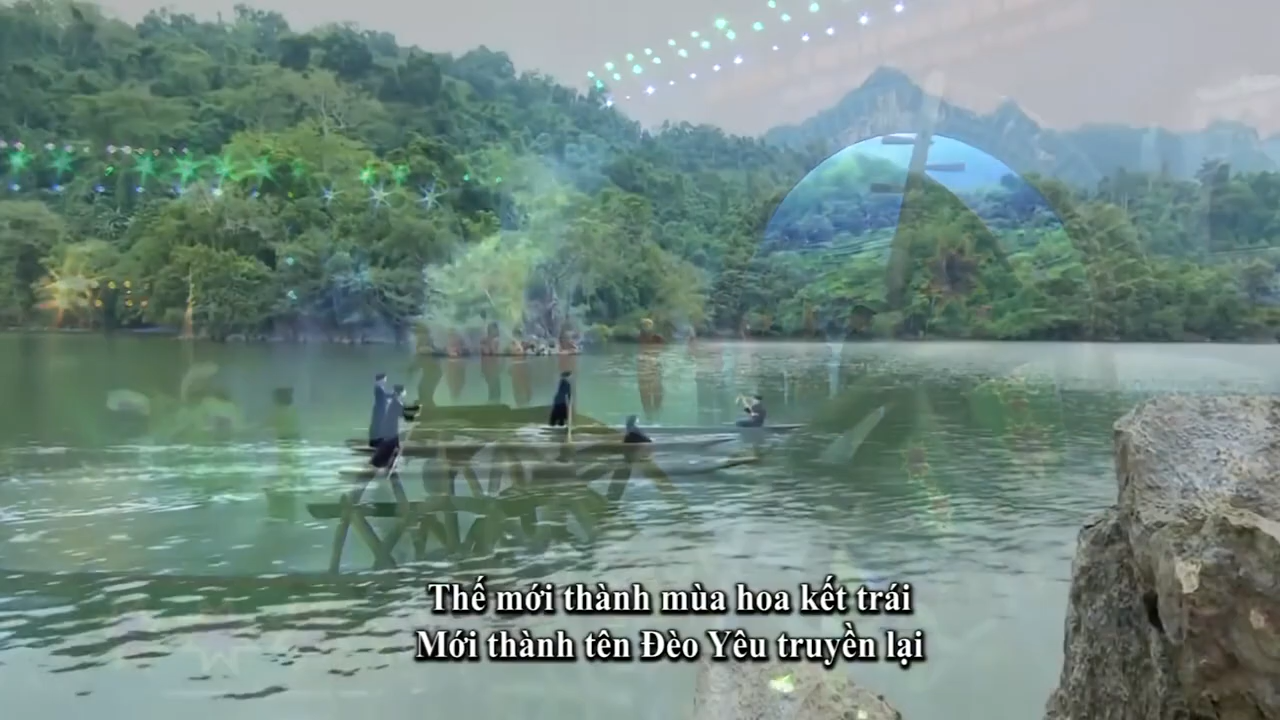 Thế mới thành mùa hoa kết trái
Mới thành tên Đèo Yêu truyền lại